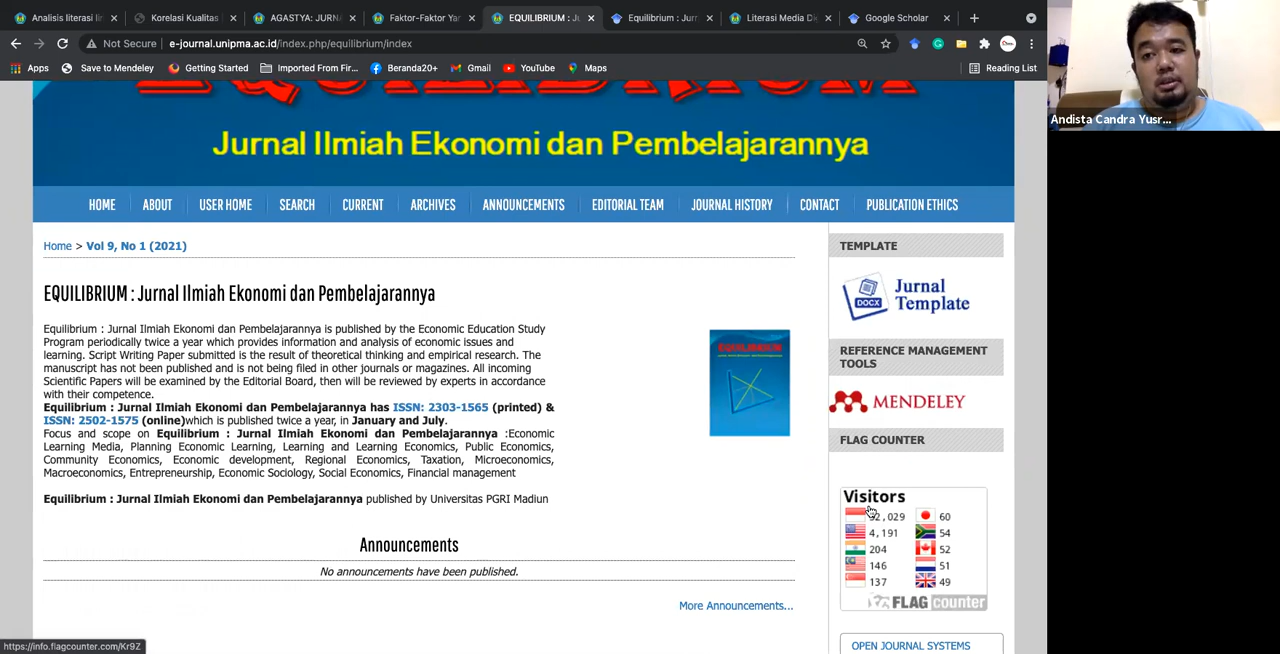 Analisis literasi lin
Korelasi Kualitas
AGASTYA: JURNA
Faktor-Faktor Yar
EQUILIBRIUM : Ju
Equilibrium : Jurr
Literasi Media Di
Google Scholar
Not Secure
e-journal.unipma.ac.id/index.php/equilibrium/index
Apps
Save to Mendeley
Getting Started
Imported From Fir...
Beranda20+
Gmail
YouTube
Maps
Reading List
Andista Candra Yusr...
EQUILIBRIUM
Jurnal Ilmiah Ekonomi dan Pembelajarannya
HOME ABOUT USER HOME SEARCH CURRENT ARCHIVES ANNOUNCEMENTS EDITORIAL TEAM JOURNAL HISTORY CONTACT PUBLICATION ETHICS
Home > Vol 9, No 1 (2021)
EQUILIBRIUM : Jurnal Ilmiah Ekonomi dan Pembelajarannya
Equilibrium : Jurnal Ilmiah Ekonomi dan Pembelajarannya is published by the Economic Education Study
Program periodically twice a year which provides information and analysis of economic issues and
learning. Script Writing Paper submitted is the result of theoretical thinking and empirical research. The
manuscript has not been published and is not being filed in other journals or magazines. All incoming
Scientific Papers will be examined by the Editorial Board, then will be reviewed by experts in accordance
with their competence.
Equilibrium : Jurnal Ilmiah Ekonomi dan Pembelajarannya has ISSN: 2303-1565 (printed) &
ISSN: 2502-1575 (online)which is published twice a year, in January and July.
Focus and scope on Equilibrium : Jurnal Ilmiah Ekonomi dan Pembelajarannya :Economic
Learning Media, Planning Economic Learning, Learning and Learning Economics, Public Economics,
Community Economics, Economic development, Regional Economics, Taxation, Microeconomics,
Macroeconomics, Entrepreneurship, Economic Sociology, Social Economics, Financial management
Equilibrium : Jurnal Ilmiah Ekonomi dan Pembelajarannya published by Universitas PGRI Madiun
EQUILIBRIUM
Announcements
No announcements have been published.
More Announcements...
TEMPLATE
DOCX
Jurnal
Template
REFERENCE MANAGEMENT
TOOLS
MENDELEY
FLAG COUNTER
Visitors
2,029 60
4,191 54
204 52
146 51
137 49
FLAG counter
OPEN JOURNAL SYSTEMS
https://info.flagcounter.com/Kr9Z